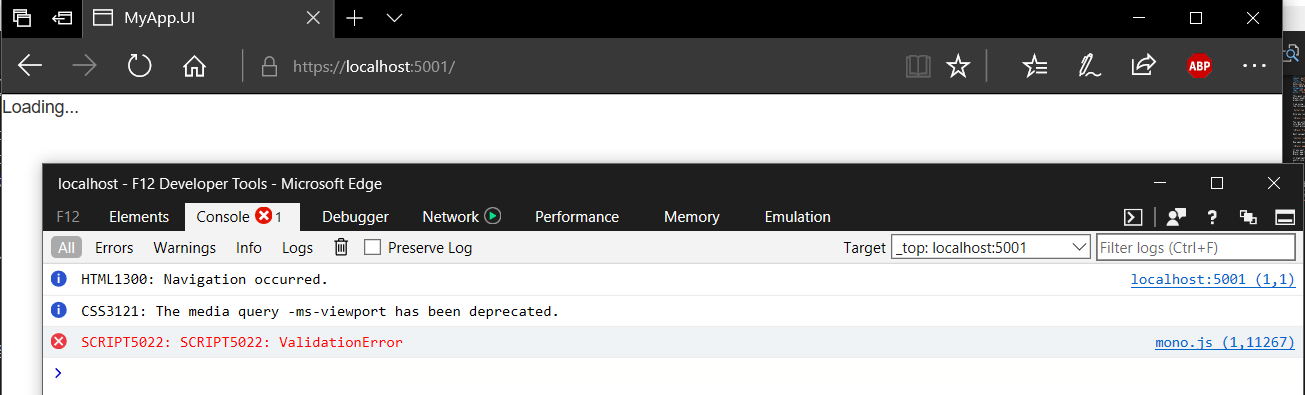 MyApp.UI
https://localhost:5001/
ABP
Loading...
localhost - F12 Developer Tools - Microsoft Edge
F12 Elements Console 1 Debugger Network Performance Memory Emulation ?
All Errors Warnings Info Logs Preserve Log Target _top: localhost:5001 Filter logs (Ctrl+F)
HTML1300: Navigation occurred. localhost:5001 (1,1)
CSS3121: The media query -ms-viewport has been deprecated.
SCRIPT5022: SCRIPT5022: ValidationError mono.js (1,11267)
>